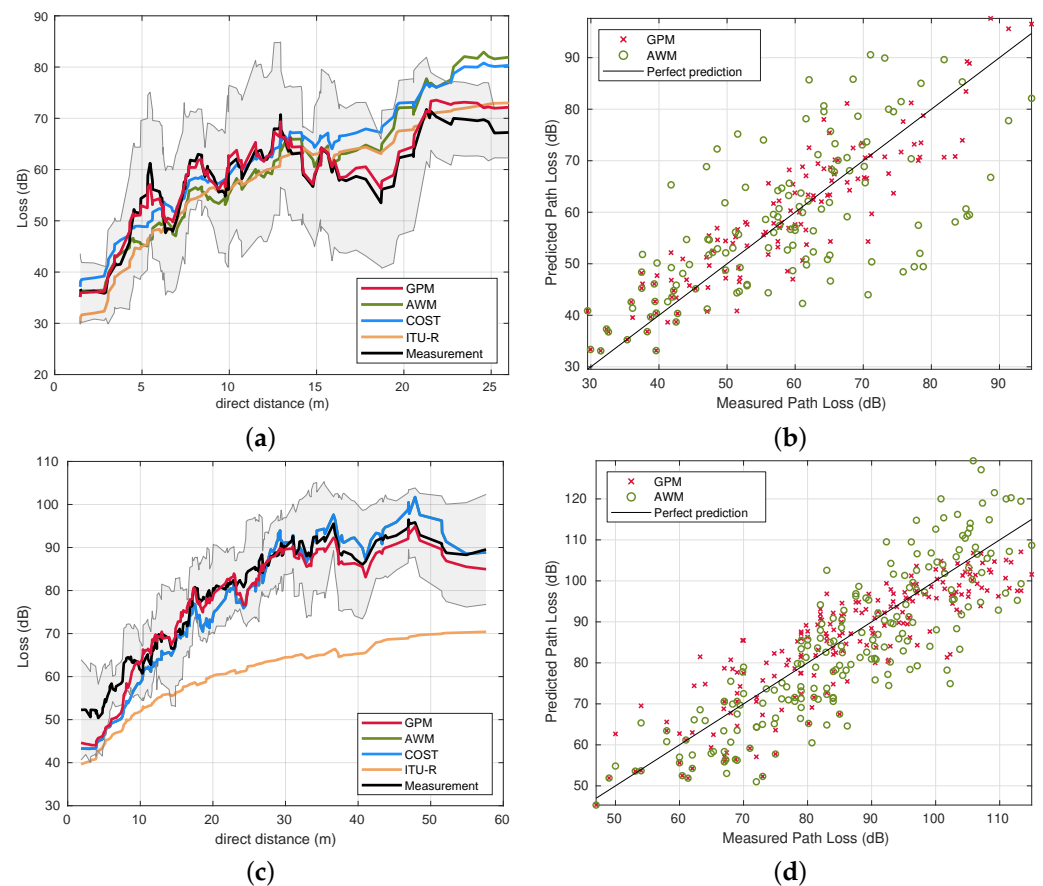 90
80
70
60
50
40
30
20
0
5
10
15
20
25
Loss (dB)
direct distance (m)
GPM
AWM
COST
ITU-R
Measurement
(a)
90
80
70
60
50
40
30
30
40
50
60
70
80
90
Predicted Path Loss (dB)
Measured Path Loss (dB)
GPM
AWM
Perfect prediction
(b)
110
100
90
80
70
60
50
40
30
0
10
20
30
40
50
60
Loss (dB)
direct distance (m)
GPM
AWM
COST
ITU-R
Measurement
(c)
120
110
100
90
80
70
60
50
50
60
70
80
90
100
110
Predicted Path Loss (dB)
Measured Path Loss (dB)
GPM
AWM
Perfect prediction
(d)